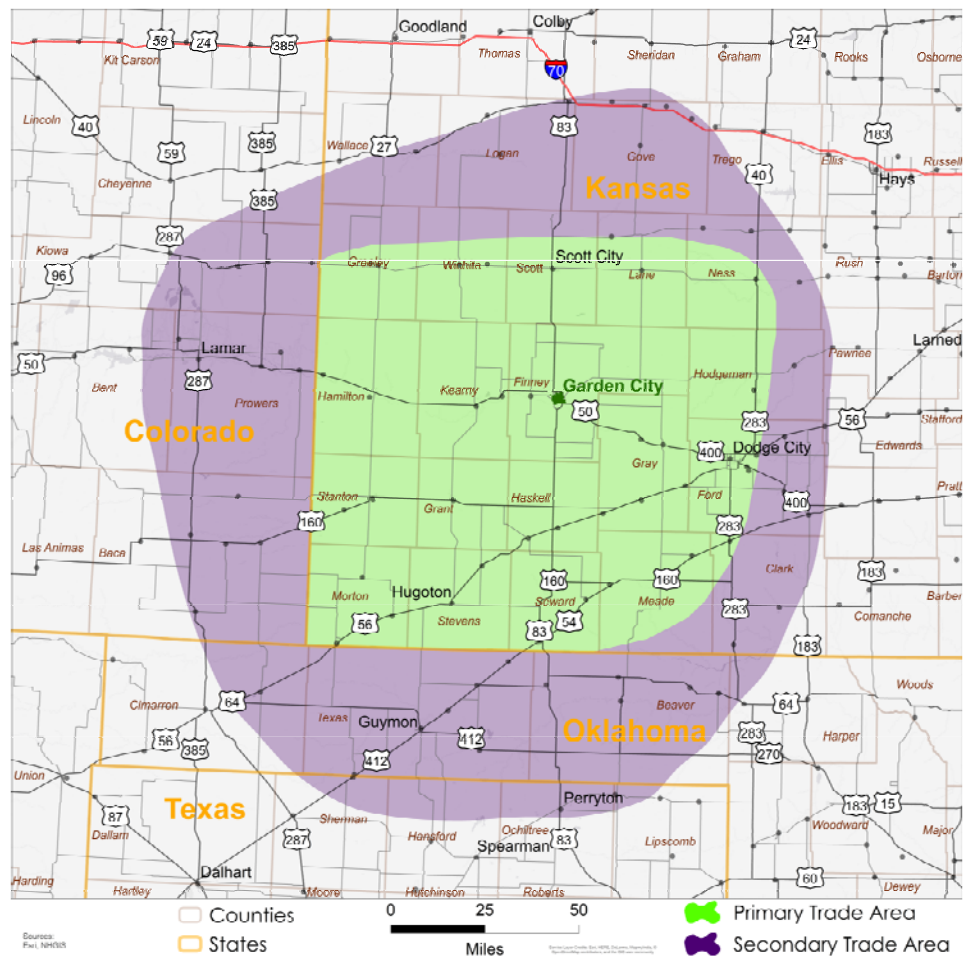 Goodland
Colby
59
24
385
24
Kit Carson
Thomas
Sheridan
Graham
Rooks
Osborne
70
Lincoln
40
83
183
59
385
Wallace
27
Logan
Gove
Trego
Ellis
Russell
Cheyenne
40
Hays
385
Kansas
287
Kiowa
96
Greeley
Wichita
Scott
Scott City
Lane
Ness
Rush
Barton
Lamar
Larned
50
Pawnee
287
Bent
Prowers
Hamilton
Kearny
Finney
Garden City
Hodgeman
50
283
56
Stafford
Colorado
400
Dodge City
Edwards
Gray
Stanton
Grant
Haskell
Ford
400
Pratt
160
283
Las Animas
Baca
Clark
183
160
160
Morton
Hugoton
Seward
Meade
283
Barber
56
Stevens
83
54
Comanche
183
Cimarron
64
Beaver
64
Woods
Texas
Guymon
412
Oklahoma
283
Harper
56
385
412
270
Union
Texas
Perryton
87
Dallam
Sherman
Hansford
Ochiltree
183
15
Woodward
Major
287
Spearman
83
Lipscomb
Dalhart
60
Harding
Hartley
Moore
Hutchinson
Roberts
Dewey
Counties
States
0
25
50
Miles
Primary Trade Area
Secondary Trade Area
Sources:
Esri, NHGIS